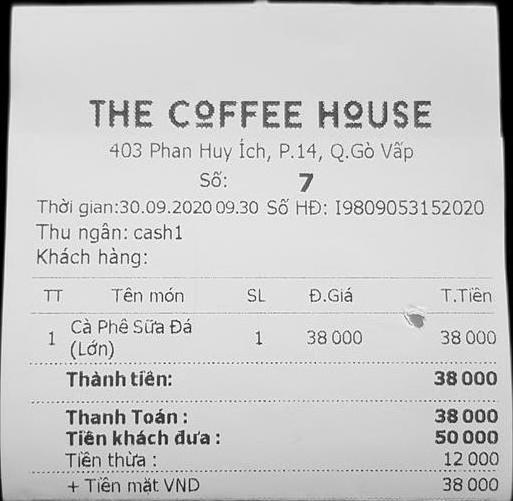 THE COFFEE HOUSE
403 Phan Huy Ích, P.14, Q.Gò Vấp
Số: 7
Thời gian:30.09.2020 09.30 Số HĐ: I9809053152020
Thu ngân: cash1
Khách hàng:
TT Tên món SL Đ.Giá T.Tiền
1 Cà Phê Sữa Đá (Lớn) 1 38 000 38 000
Thành tiền: 38 000
Thanh Toán : 38 000
Tiền khách đưa : 50 000
Tiền thừa : 12 000
+ Tiền mặt VND 38 000